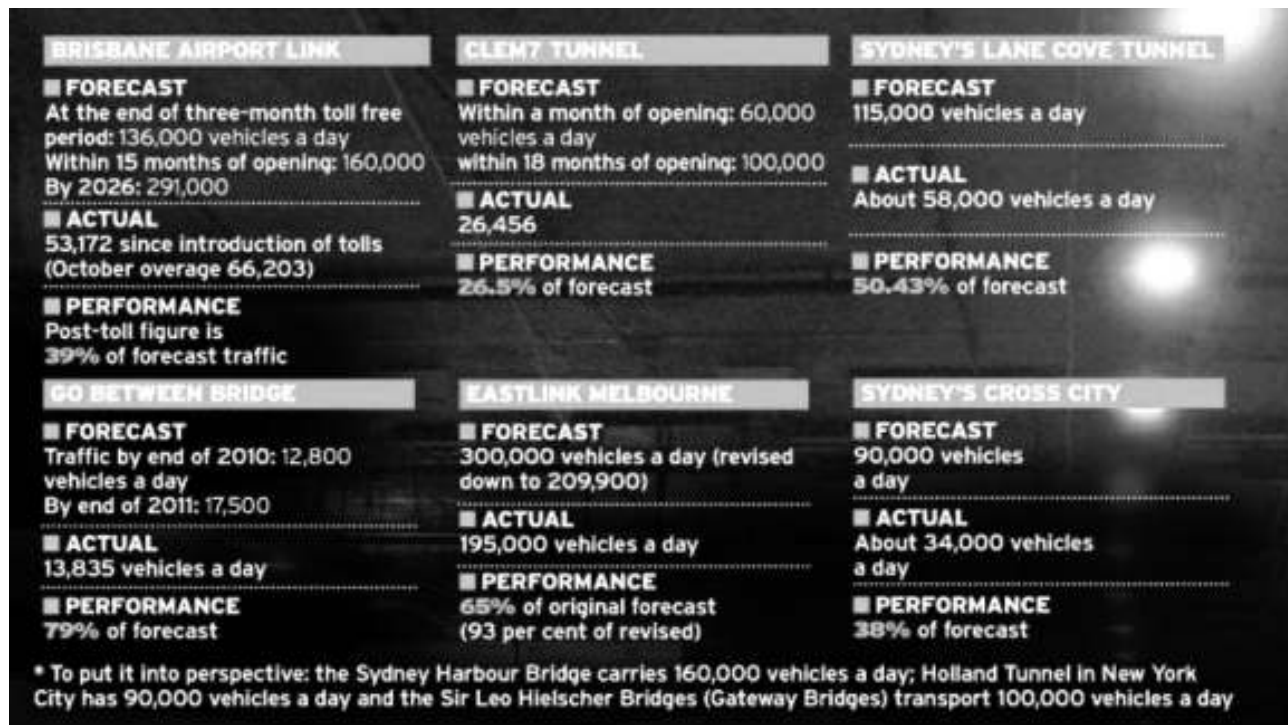 BRISBANE AIRPORT LINK
FORECAST
At the end of three-month toll free
period: 136,000 vehicles a day
Within 15 months of opening: 160,000
By 2026: 291,000
ACTUAL
53,172 since introduction of tolls
(October overage 66,203)
PERFORMANCE
Post-toll figure is
39% of forecast traffic
CLEM7 TUNNEL
FORECAST
Within a month of opening: 60,000
vehicles a day
within 18 months of opening: 100,000
ACTUAL
26,456
PERFORMANCE
26.5% of forecast
SYDNEY'S LANE COVE TUNNEL
FORECAST
115,000 vehicles a day
ACTUAL
About 58,000 vehicles a day
PERFORMANCE
50.43% of forecast
GO BETWEEN BRIDGE
FORECAST
Traffic by end of 2010: 12,800
vehicles a day
By end of 2011: 17,500
ACTUAL
13,835 vehicles a day
PERFORMANCE
79% of forecast
EASTLINK MELBOURNE
FORECAST
300,000 vehicles a day (revised
down to 209,900)
ACTUAL
195,000 vehicles a day
PERFORMANCE
65% of original forecast
(93 per cent of revised)
SYDNEY'S CROSS CITY
FORECAST
90,000 vehicles
a day
ACTUAL
About 34,000 vehicles
a day
PERFORMANCE
38% of forecast
* To put it into perspective: the Sydney Harbour Bridge carries 160,000 vehicles a day; Holland Tunnel in New York
City has 90,000 vehicles a day and the Sir Leo Hielscher Bridges (Gateway Bridges) transport 100,000 vehicles a day